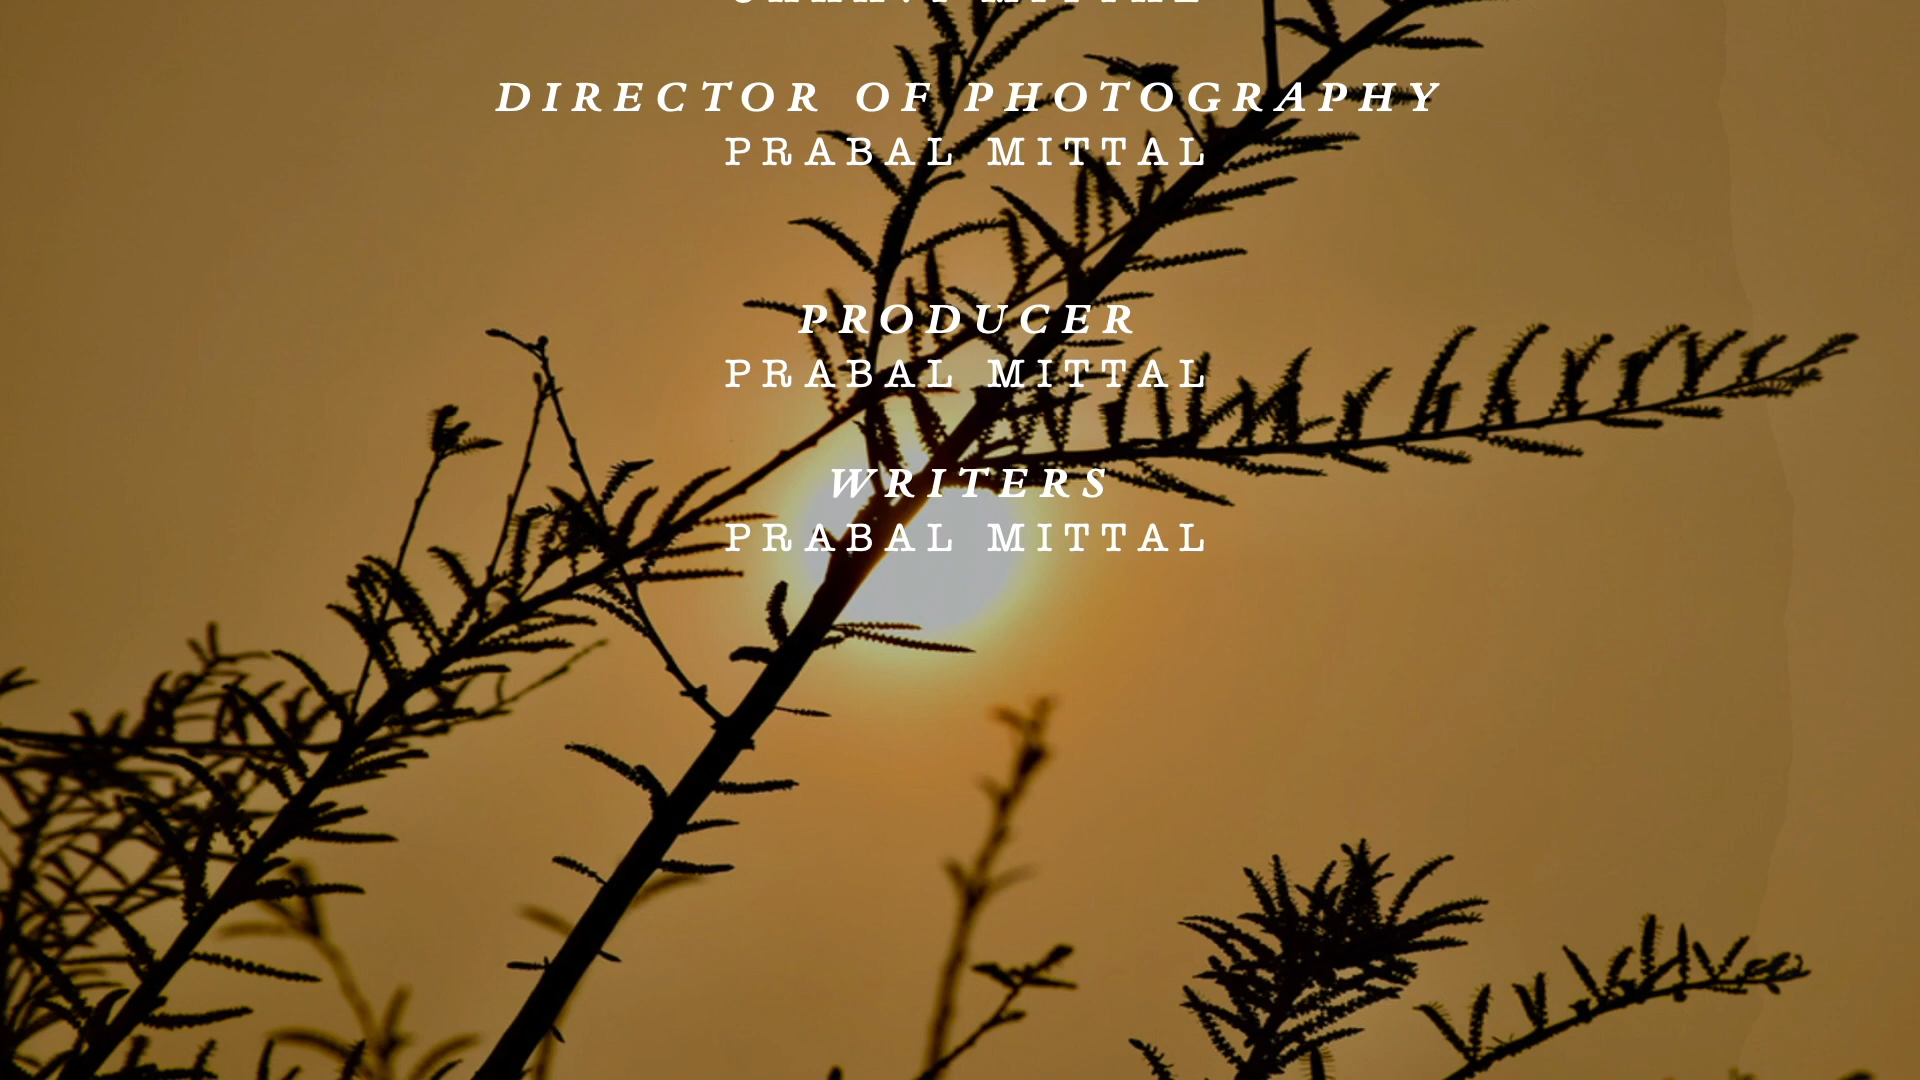 DIRECTOR OF PHOTOGRAPHY
PRABAL MITTAL
PRODUCER
PRABAL MITTAL
WRITERS
PRABAL MITTAL